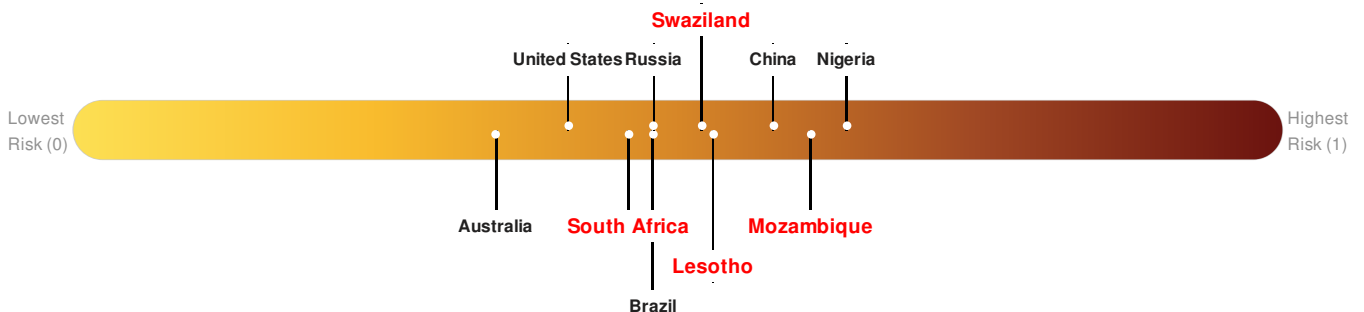 Swaziland
United States Russia China Nigeria
Lowest
Risk (0)
Highest
Risk (1)
Australia South Africa Mozambique
Lesotho
Brazil